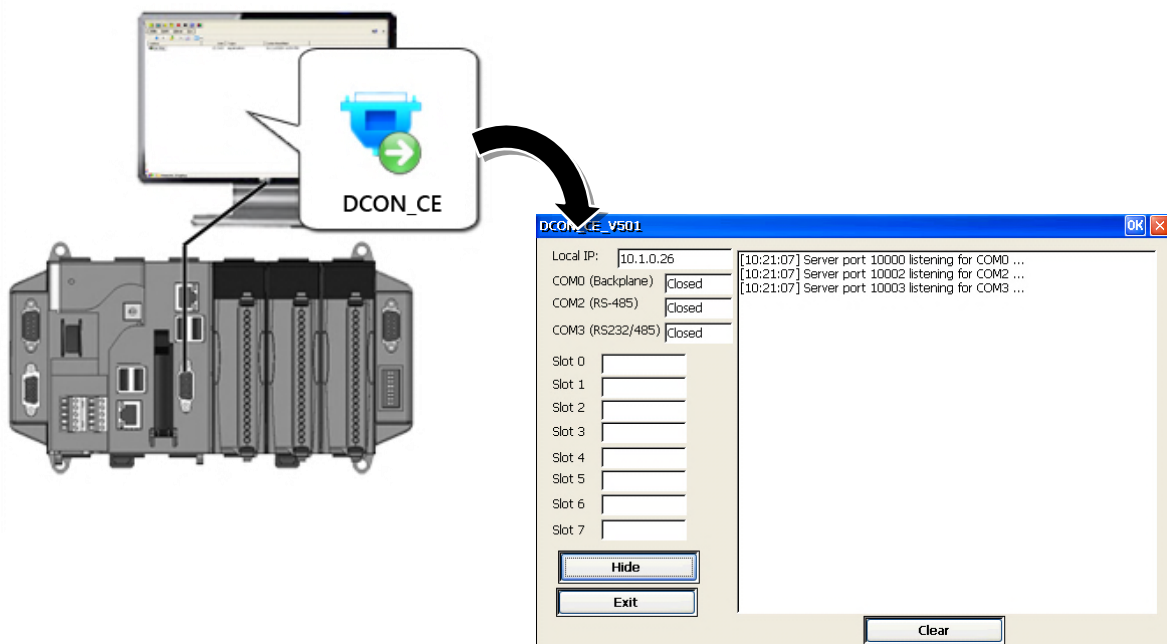 DCON_CE
DCON_CE_V501
OK
Local IP: 10.1.0.26
COM0 (Backplane) Closed
COM2 (RS-485) Closed
COM3 (RS232/485) Closed
Slot 0
Slot 1
Slot 2
Slot 3
Slot 4
Slot 5
Slot 6
Slot 7
Hide
Exit
[10:21:07] Server port 10000 listening for COM0 ...
[10:21:07] Server port 10002 listening for COM2 ...
[10:21:07] Server port 10003 listening for COM3 ...
Clear